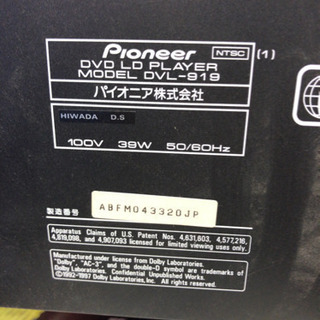 Pioneer NTSC (1)
DVD LD PLAYER
MODEL DVL-919
パイオニア株式会社
HIWADA D.S
100V 39W 50/60Hz
製造番号 ABFM043320JP
Apparatus Claims of U.S. Patent Nos. 4,631,603, 4,577,216,
4,819,098, and 4,907,093 licensed for limited viewing uses only.
Manufactured under license from Dolby Laboratories.
"Dolby", "AC-3", and the double-D symbol are trademarks of
Dolby Laboratories. Confidential Unpublished Works.
©1992-1997 Dolby Laboratories, Inc. All rights reserved.